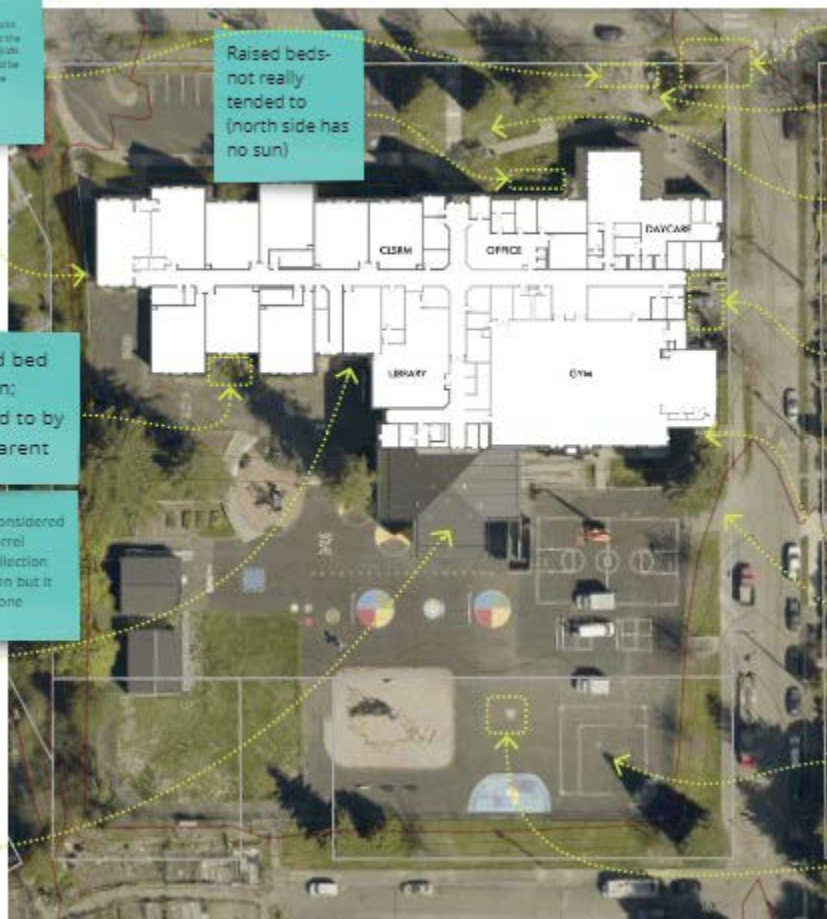 Raised beds-
not really
tended to
(north side has
no sun)
CLSRM
OFFICE
DAYCARE
LIBRARY
GYM
d bed
n;
d to by
arent
onsidered
rrel
llection
en but it
one